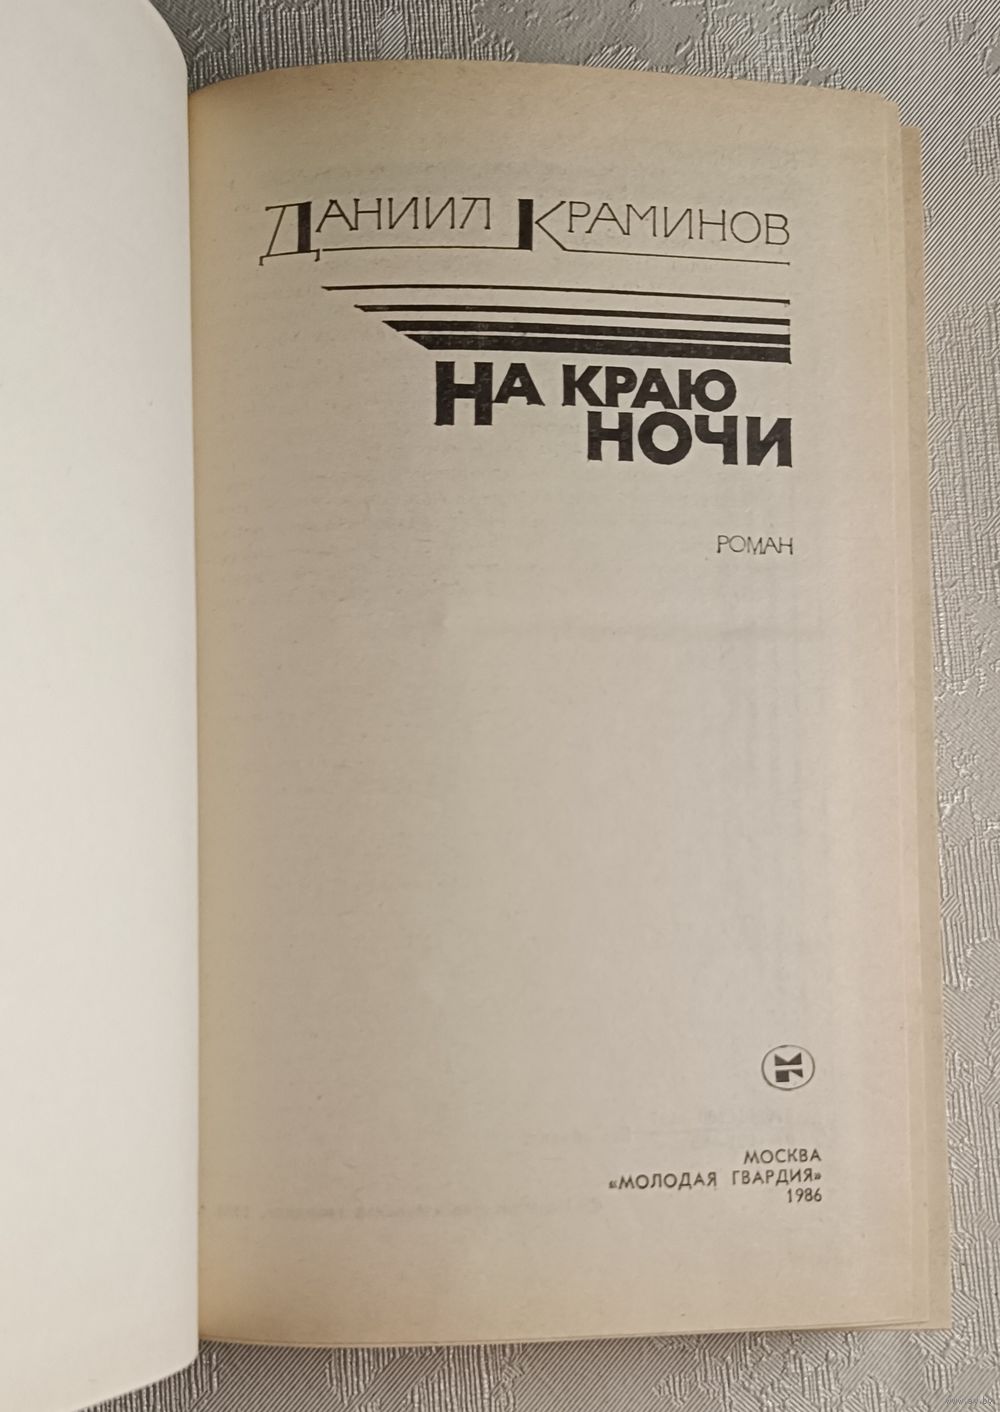 ДАНИИЛ КРАМИНОВ
НА КРАЮ
НОЧИ
РОМАН
МОСКВА
«МОЛОДАЯ ГВАРДИЯ»
1986